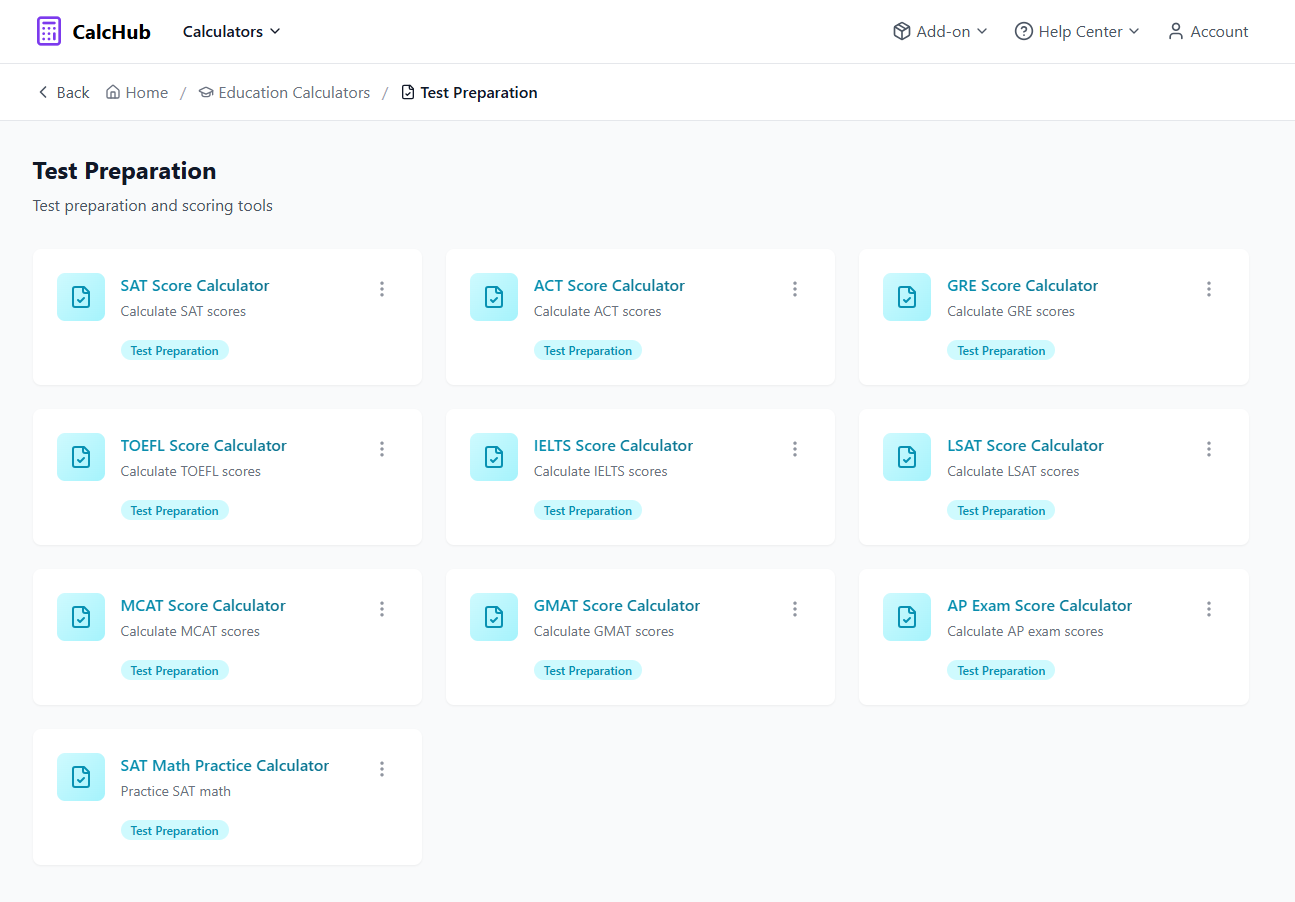 CalcHub Calculators Add-on Help Center Account
Back Home / Education Calculators / Test Preparation
Test Preparation
Test preparation and scoring tools
SAT Score Calculator
Calculate SAT scores
Test Preparation
ACT Score Calculator
Calculate ACT scores
Test Preparation
GRE Score Calculator
Calculate GRE scores
Test Preparation
TOEFL Score Calculator
Calculate TOEFL scores
Test Preparation
IELTS Score Calculator
Calculate IELTS scores
Test Preparation
LSAT Score Calculator
Calculate LSAT scores
Test Preparation
MCAT Score Calculator
Calculate MCAT scores
Test Preparation
GMAT Score Calculator
Calculate GMAT scores
Test Preparation
AP Exam Score Calculator
Calculate AP exam scores
Test Preparation
SAT Math Practice Calculator
Practice SAT math
Test Preparation